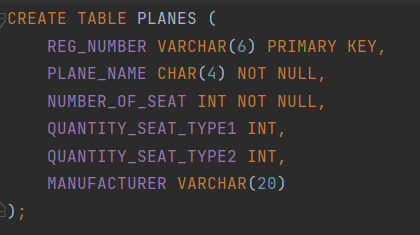 CREATE TABLE PLANES (
    REG_NUMBER VARCHAR(6) PRIMARY KEY,
    PLANE_NAME CHAR(4) NOT NULL,
    NUMBER_OF_SEAT INT NOT NULL,
    QUANTITY_SEAT_TYPE1 INT,
    QUANTITY_SEAT_TYPE2 INT,
    MANUFACTURER VARCHAR(20)
);